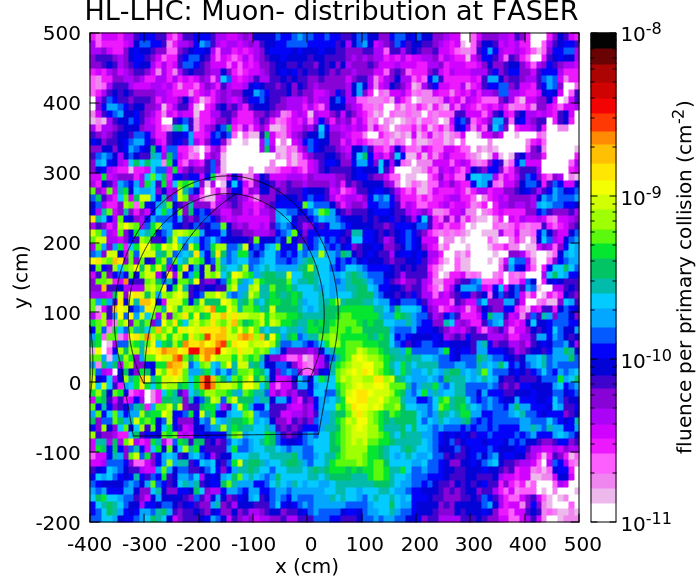 HL-LHC: Muon- distribution at FASER
500
400
300
200
100
0
-100
-200
y (cm)
-400 -300 -200 -100 0 100 200 300 400 500
x (cm)
10-8
10-9
10-10
10-11
fluence per primary collision (cm-2)